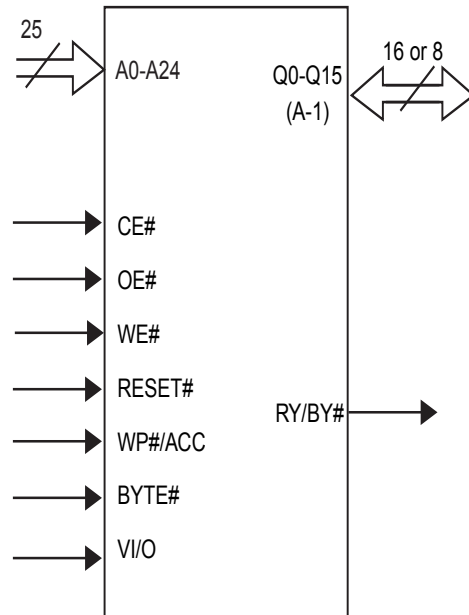 25
16 or 8
A0-A24
Q0-Q15
(A-1)
CE#
OE#
WE#
RESET#
RY/BY#
WP#/ACC
BYTE#
VI/O